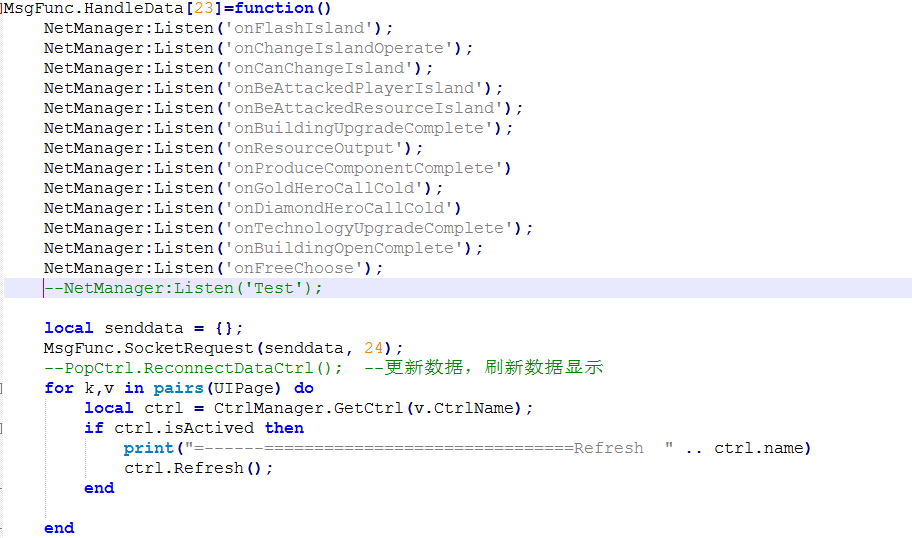 MsgFunc.HandleData[23]=function()
NetManager:Listen('onFlashIsland');
NetManager:Listen('onChangeIslandOperate');
NetManager:Listen('onCanChangeIsland');
NetManager:Listen('onBeAttackedPlayerIsland');
NetManager:Listen('onBeAttackedResourceIsland');
NetManager:Listen('onBuildingUpgradeComplete');
NetManager:Listen('onResourceOutput');
NetManager:Listen('onProduceComponentComplete')
NetManager:Listen('onGoldHeroCallCold');
NetManager:Listen('onDiamondHeroCallCold')
NetManager:Listen('onTechnologyUpgradeComplete');
NetManager:Listen('onBuildingOpenComplete');
NetManager:Listen('onFreeChoose');
--NetManager:Listen('Test');
local senddata = {};
MsgFunc.SocketRequest(senddata, 24);
--PopCtrl.ReconnectDataCtrl();  --更新数据，刷新数据显示
for k,v in pairs(UIPage) do
local ctrl = CtrlManager.GetCtrl(v.CtrlName);
if ctrl.isActived then
print("=------===============================Refresh  " .. ctrl.name)
ctrl.Refresh();
end
end